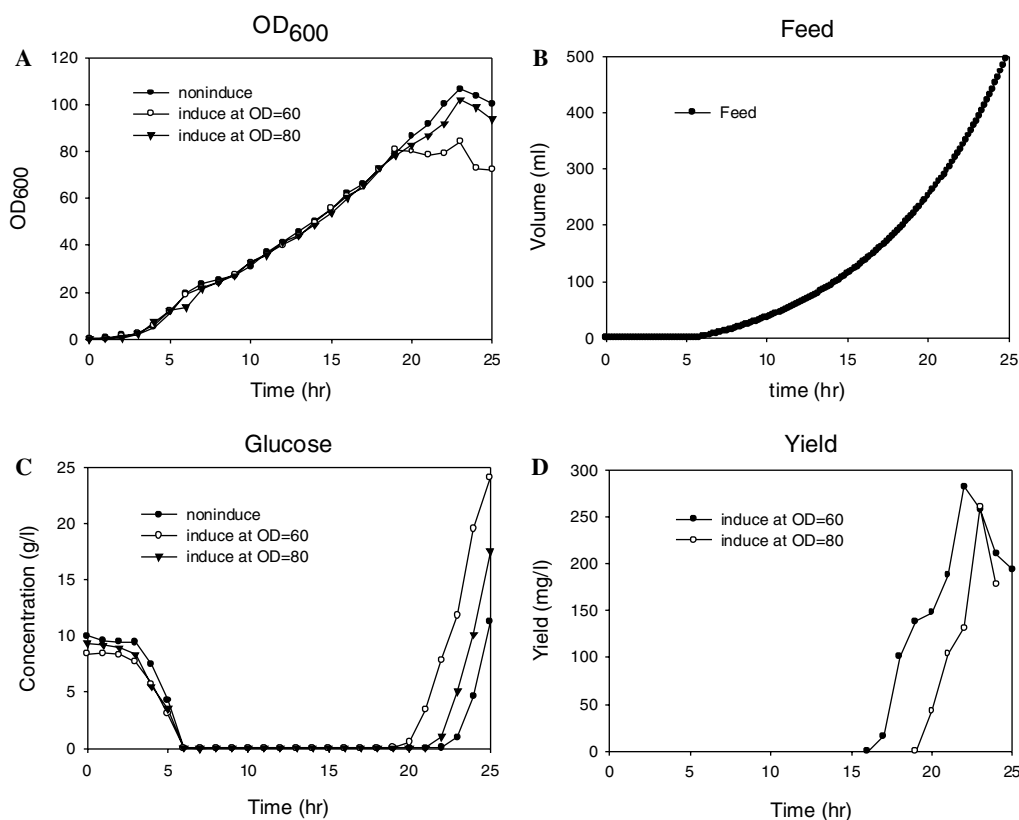 A
OD600
120
100
80
60
40
20
0
noninduce
induce at OD=60
induce at OD=80
OD600
0 5 10 15 20 25
Time (hr)
B
Feed
500
400
300
200
100
0
Feed
Volume (ml)
0 5 10 15 20 25
time (hr)
C
Glucose
25
20
15
10
5
0
noninduce
induce at OD=60
induce at OD=80
Concentration (g/l)
0 5 10 15 20 25
Time (hr)
D
Yield
300
250
200
150
100
50
0
induce at OD=60
induce at OD=80
Yield (mg/l)
0 5 10 15 20 25
Time (hr)